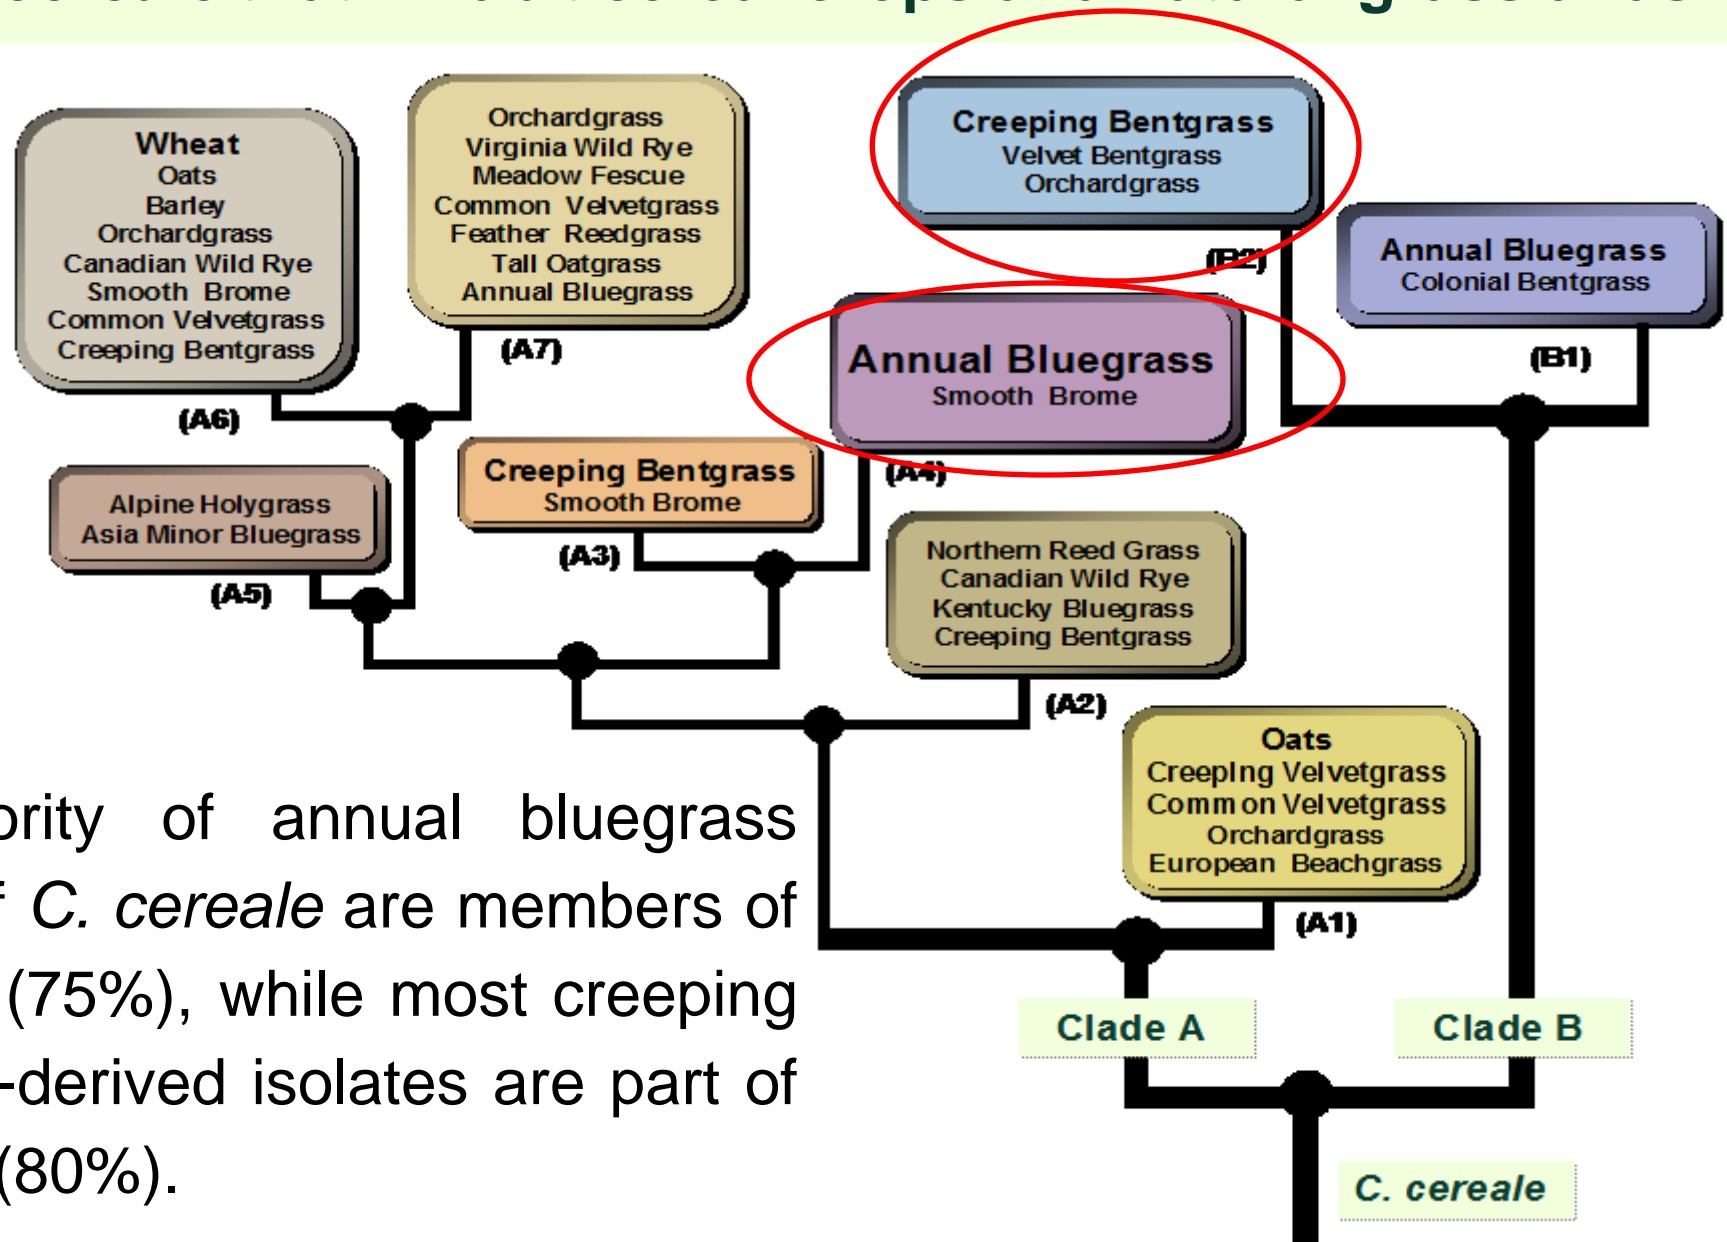 Creeping Bentgrass
Velvet Bentgrass
Orchardgrass
(B2)
Orchardgrass
Virginia Wild Rye
Meadow Fescue
Common Velvetgrass
Feather Reedgrass
Tall Oatgrass
Annual Bluegrass
(A7)
Wheat
Oats
Barley
Orchardgrass
Canadian Wild Rye
Smooth Brome
Common Velvetgrass
Creeping Bentgrass
(A6)
Annual Bluegrass
Colonial Bentgrass
(B1)
Annual Bluegrass
Smooth Brome
(A4)
Creeping Bentgrass
Smooth Brome
(A3)
Alpine Holygrass
Asia Minor Bluegrass
(A5)
Northern Reed Grass
Canadian Wild Rye
Kentucky Bluegrass
Creeping Bentgrass
(A2)
Oats
Creeping Velvetgrass
Common Velvetgrass
Orchardgrass
European Beachgrass
(A1)
ority of annual bluegrass
C. cereale are members of
(75%), while most creeping
-derived isolates are part of
(80%).
Clade A
Clade B
C. cereale